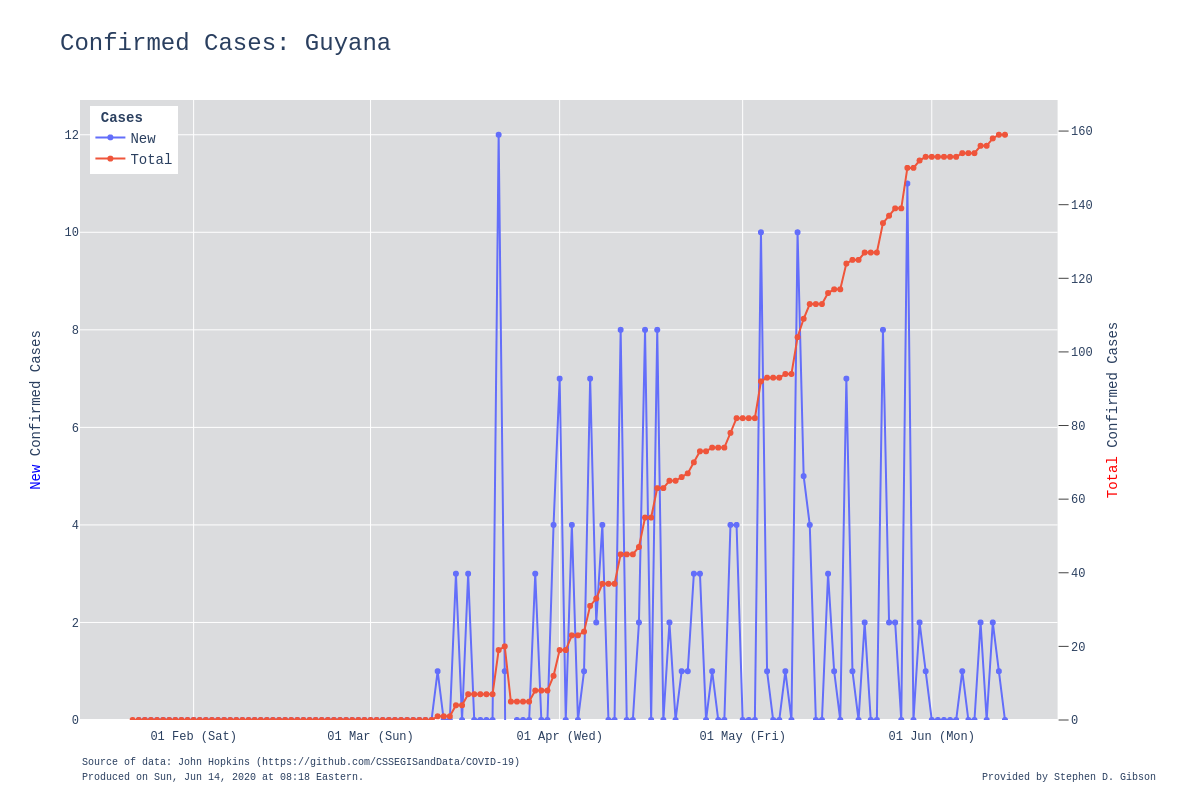 Confirmed Cases: Guyana
Cases
New
Total
12
10
8
6
4
2
0
160
140
120
100
80
60
40
20
0
New Confirmed Cases
Total Confirmed Cases
01 Feb (Sat)
01 Mar (Sun)
01 Apr (Wed)
01 May (Fri)
01 Jun (Mon)
Source of data: John Hopkins (https://github.com/CSSEGISandData/COVID-19)
Produced on Sun, Jun 14, 2020 at 08:18 Eastern.
Provided by Stephen D. Gibson